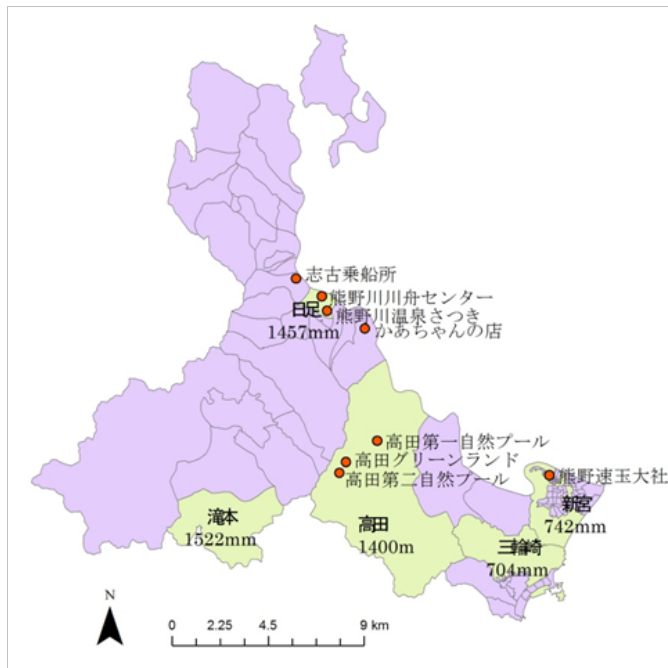 志古乗船所
熊野川川舟センター
日足
熊野川温泉さつき
1457mm
かあちゃんの店
高田第一自然プール
高田グリーンランド
高田第二自然プール
熊野速玉大社
新宮
742mm
滝本
1522mm
高田
1400m
三輪崎
704mm
N
0 2.25 4.5 9 km